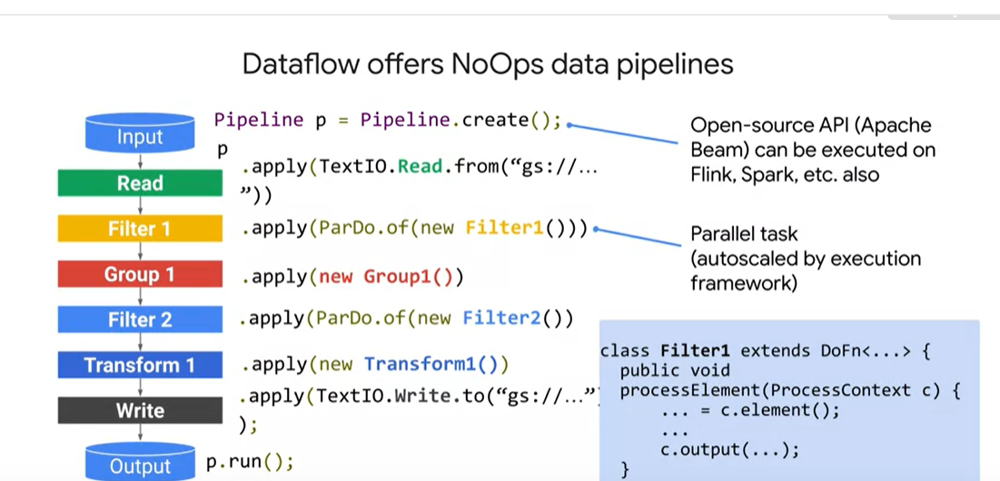 Dataflow offers NoOps data pipelines
Input
Read
Filter 1
Group 1
Filter 2
Transform 1
Write
Output
Pipeline p = Pipeline.create();
p
.apply(TextIO.Read.from(“gs://…
”))
.apply(ParDo.of(new Filter1()))
.apply(new Group1())
.apply(ParDo.of(new Filter2())
.apply(new Transform1())
.apply(TextIO.Write.to(“gs://…”
);
p.run();
Open-source API (Apache
Beam) can be executed on
Flink, Spark, etc. also
Parallel task
(autoscaled by execution
framework)
class Filter1 extends DoFn<...> {
public void
processElement(ProcessContext c) {
... = c.element();
...
c.output(...);
}